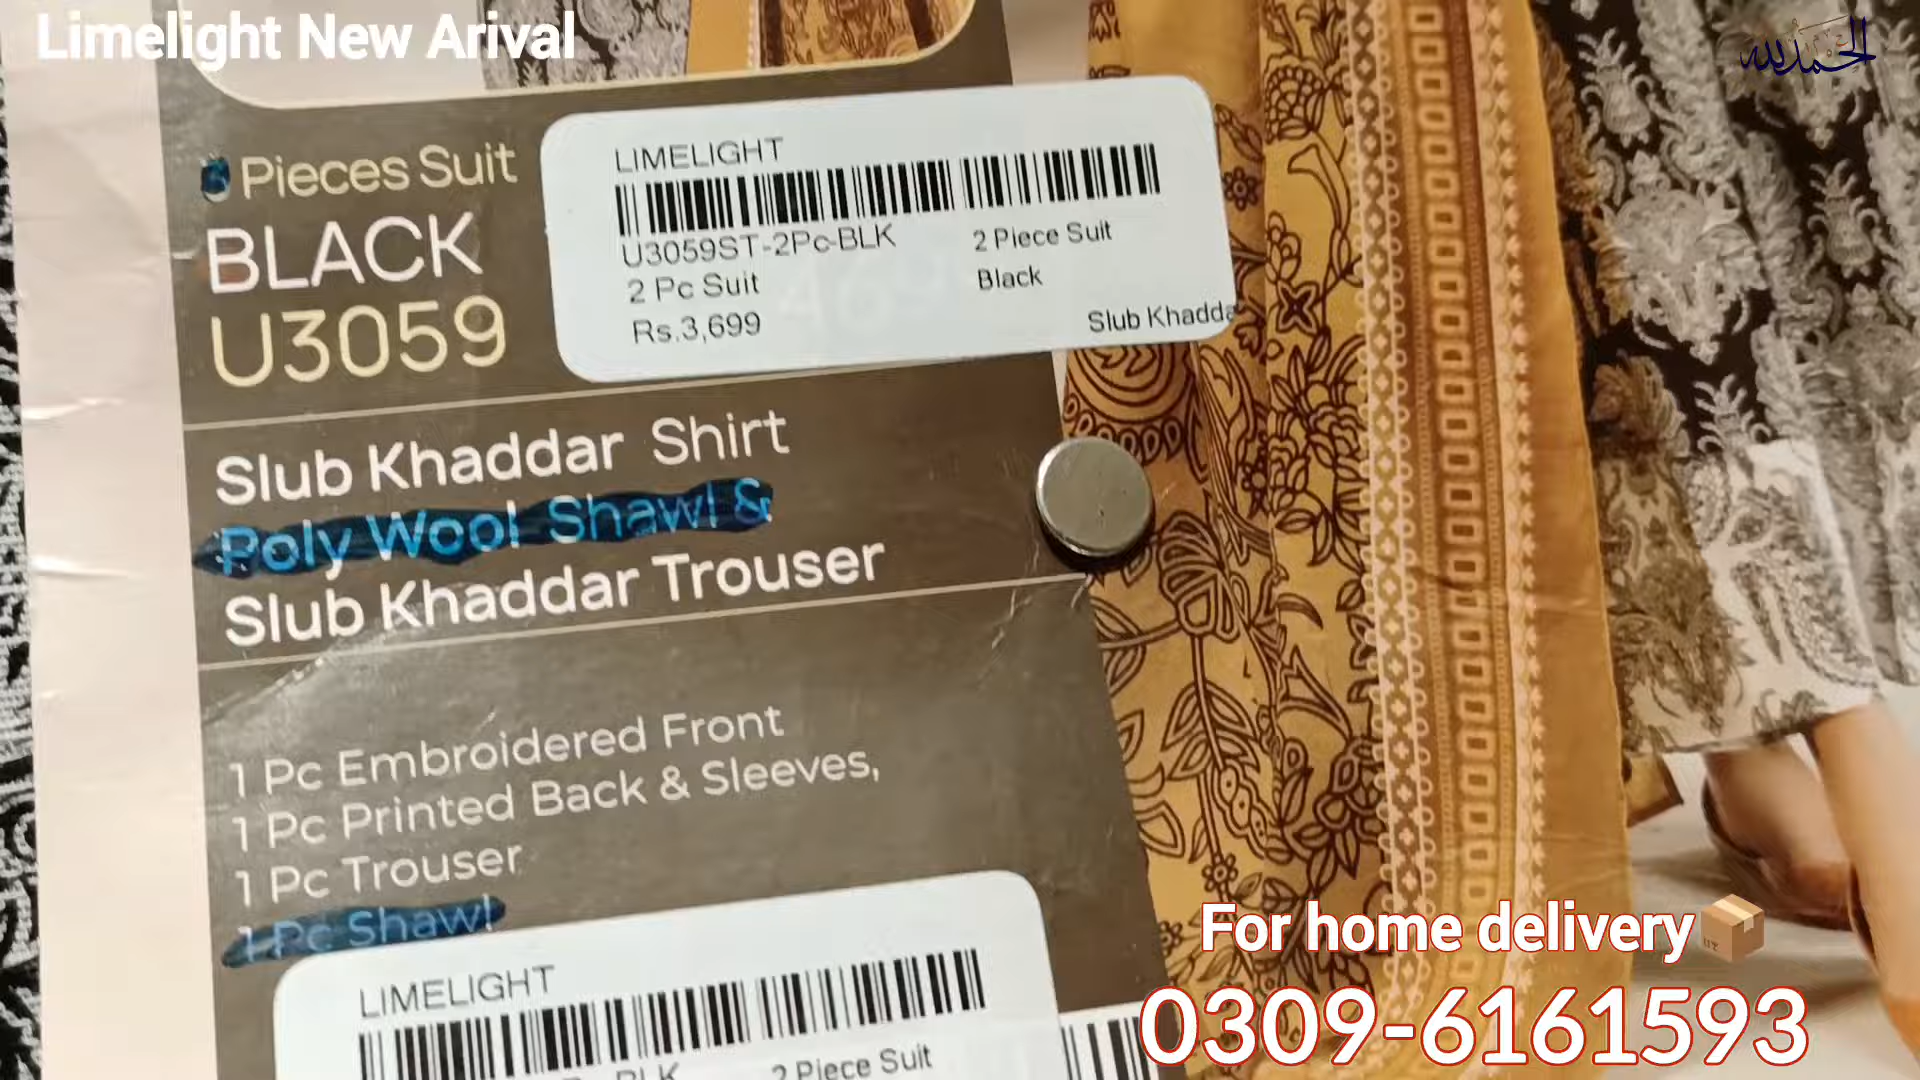 Limelight New Arival
الحمدللہ
Pieces Suit
BLACK
U3059
LIMELIGHT
U3059ST-2Pc-BLK
2 Piece Suit
2 Pc Suit
Black
Rs.3,699
Slub Khadda
Slub Khaddar Shirt
Poly Wool Shawl &
Slub Khaddar Trouser
1 Pc Embroidered Front
1 Pc Printed Back & Sleeves,
1 Pc Trouser
1 Pc Shawl
LIMELIGHT
BLK
2 Piece Suit
For home delivery
0309-6161593